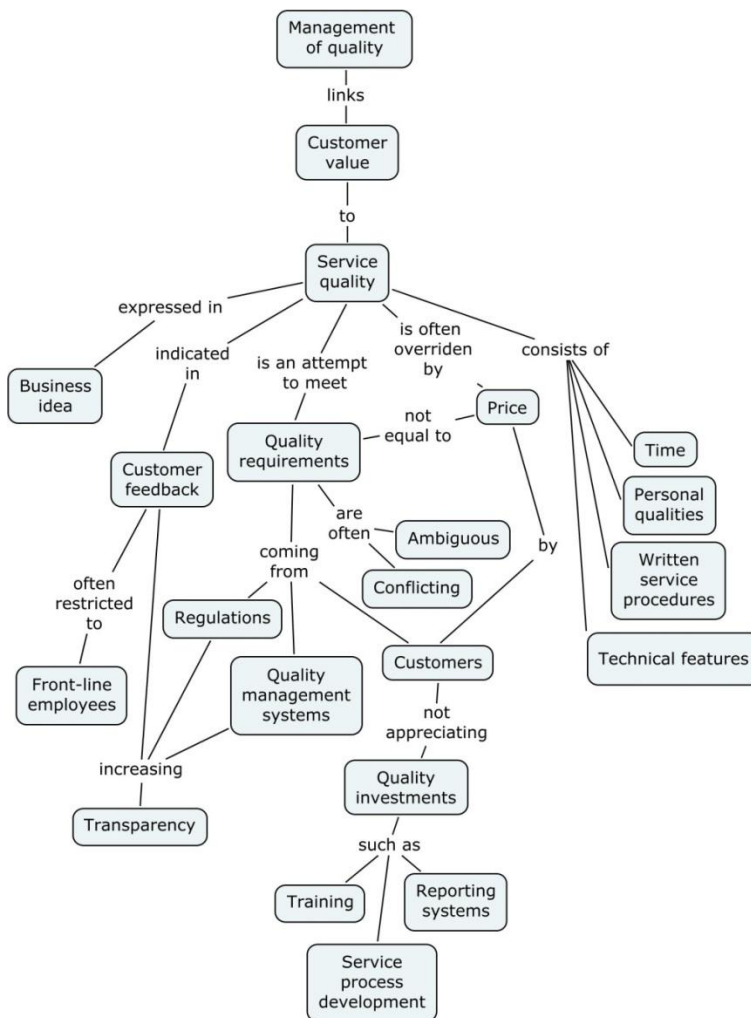 Management
of quality
links
Customer
value
to
Service
quality
expressed in
is often
overriden
by
consists of
indicated
in
is an attempt
to meet
Business
idea
Price
not
equal to
Quality
requirements
Time
Customer
feedback
Personal
qualities
are
often
Ambiguous
coming
from
by
Conflicting
Written
service
procedures
often
restricted
to
Regulations
Customers
Technical features
Front-line
employees
Quality
management
systems
not
appreciating
increasing
Quality
investments
Transparency
such as
Training
Reporting
systems
Service
process
development